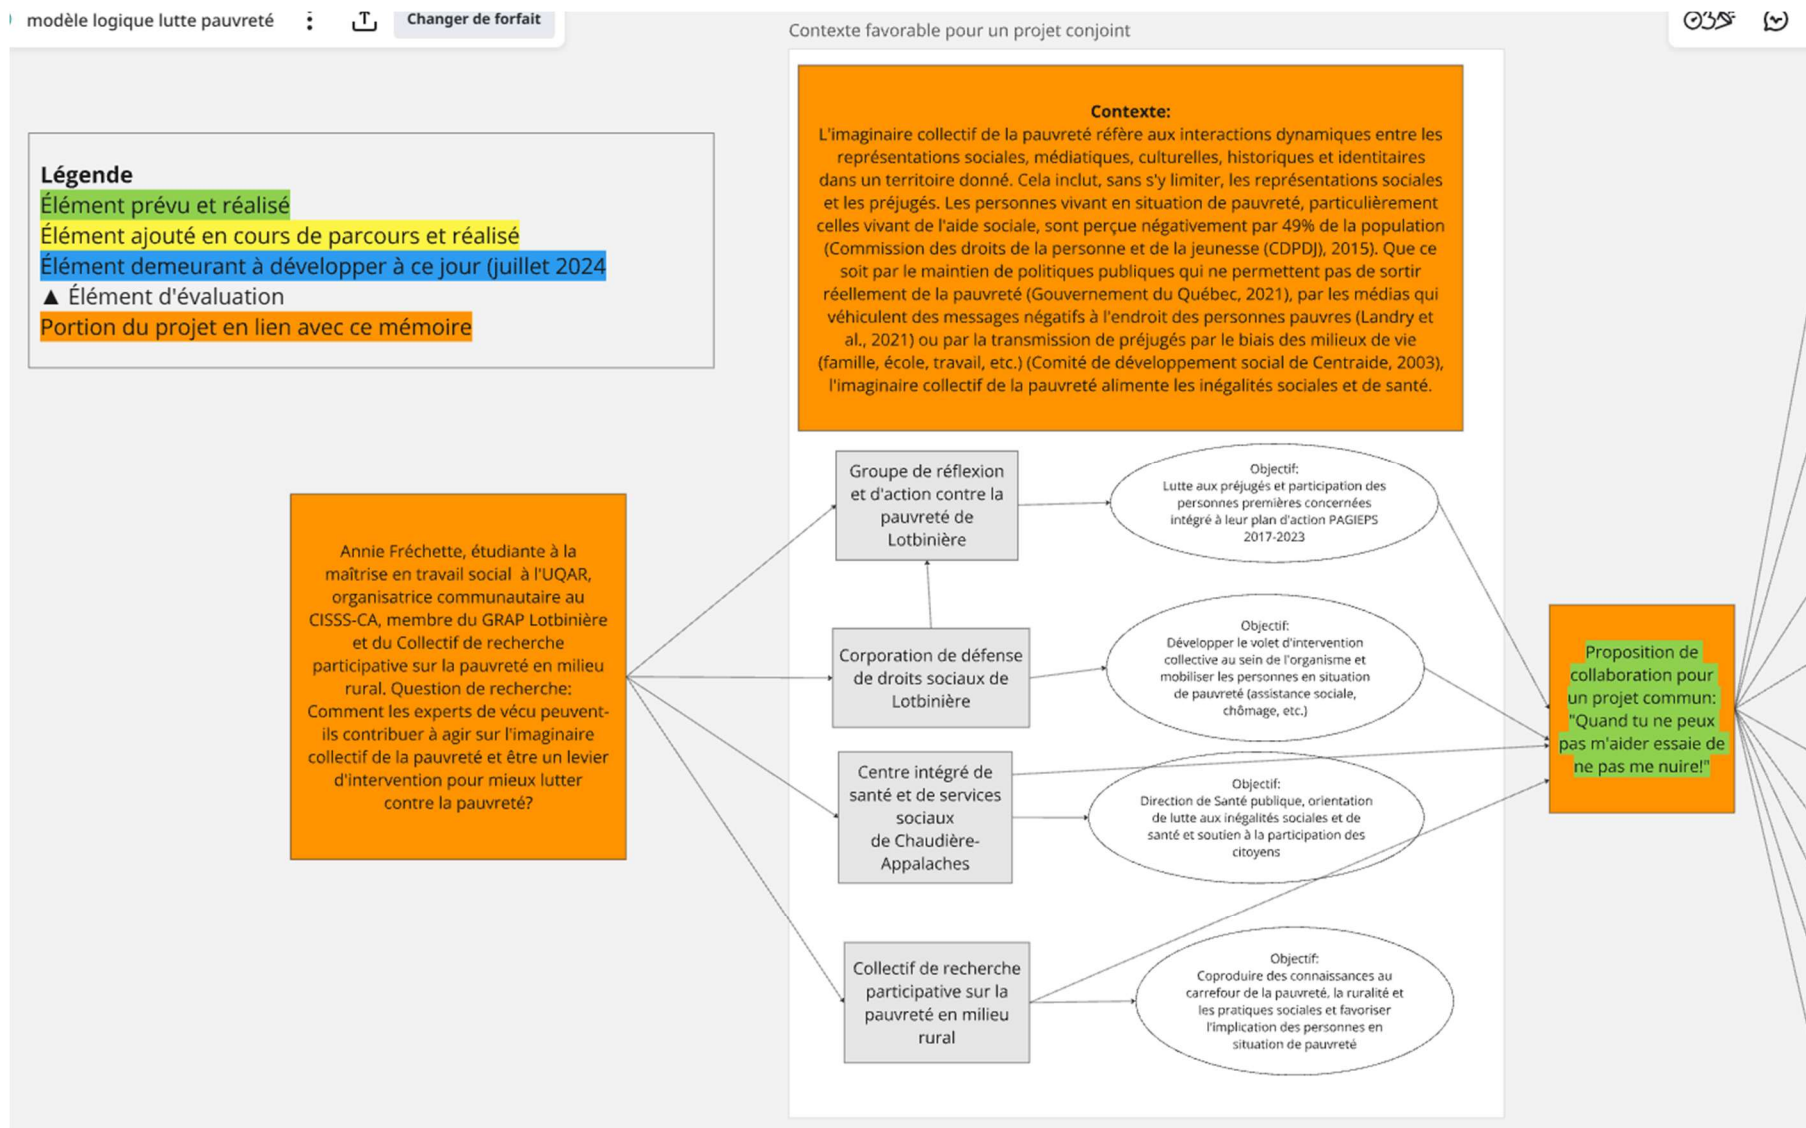 modèle logique lutte pauvreté
Changer de forfait
Contexte favorable pour un projet conjoint
Légende
Élément prévu et réalisé
Élément ajouté en cours de parcours et réalisé
Élément demeurant à développer à ce jour (juillet 2024
▲ Élément d'évaluation
Portion du projet en lien avec ce mémoire
Contexte:
L'imaginaire collectif de la pauvreté réfère aux interactions dynamiques entre les
représentations sociales, médiatiques, culturelles, historiques et identitaires
dans un territoire donné. Cela inclut, sans s'y limiter, les représentations sociales
et les préjugés. Les personnes vivant en situation de pauvreté, particulièrement
celles vivant de l'aide sociale, sont perçue négativement par 49% de la population
(Commission des droits de la personne et de la jeunesse (CDPDJ), 2015). Que ce
soit par le maintien de politiques publiques qui ne permettent pas de sortir
réellement de la pauvreté (Gouvernement du Québec, 2021), par les médias qui
véhiculent des messages négatifs à l'endroit des personnes pauvres (Landry et
al., 2021) ou par la transmission de préjugés par le biais des milieux de vie
(famille, école, travail, etc.) (Comité de développement social de Centraide, 2003),
l'imaginaire collectif de la pauvreté alimente les inégalités sociales et de santé.
Annie Fréchette, étudiante à la
maîtrise en travail social à l'UQAR,
organisatrice communautaire au
CISSS-CA, membre du GRAP Lotbinière
et du Collectif de recherche
participative sur la pauvreté en milieu
rural. Question de recherche:
Comment les experts de vécu peuvent-
ils contribuer à agir sur l'imaginaire
collectif de la pauvreté et être un levier
d'intervention pour mieux lutter
contre la pauvreté?
Groupe de réflexion
et d'action contre la
pauvreté de
Lotbinière
Objectif:
Lutte aux préjugés et participation des
personnes premières concernées
intégré à leur plan d'action PAGIEPS
2017-2023
Corporation de défense
de droits sociaux de
Lotbinière
Objectif:
Développer le volet d'intervention
collective au sein de l'organisme et
mobiliser les personnes en situation
de pauvreté (assistance sociale,
chômage, etc.)
Centre intégré de
santé et de services
sociaux
de Chaudière-
Appalaches
Objectif:
Direction de Santé publique, orientation
de lutte aux inégalités sociales et de
santé et soutien à la participation des
citoyens
Collectif de recherche
participative sur la
pauvreté en milieu
rural
Objectif:
Coproduire des connaissances au
carrefour de la pauvreté, la ruralité et
les pratiques sociales et favoriser
l'implication des personnes en
situation de pauvreté
Proposition de
collaboration pour
un projet commun:
"Quand tu ne peux
pas m'aider essaie de
ne pas me nuire!"